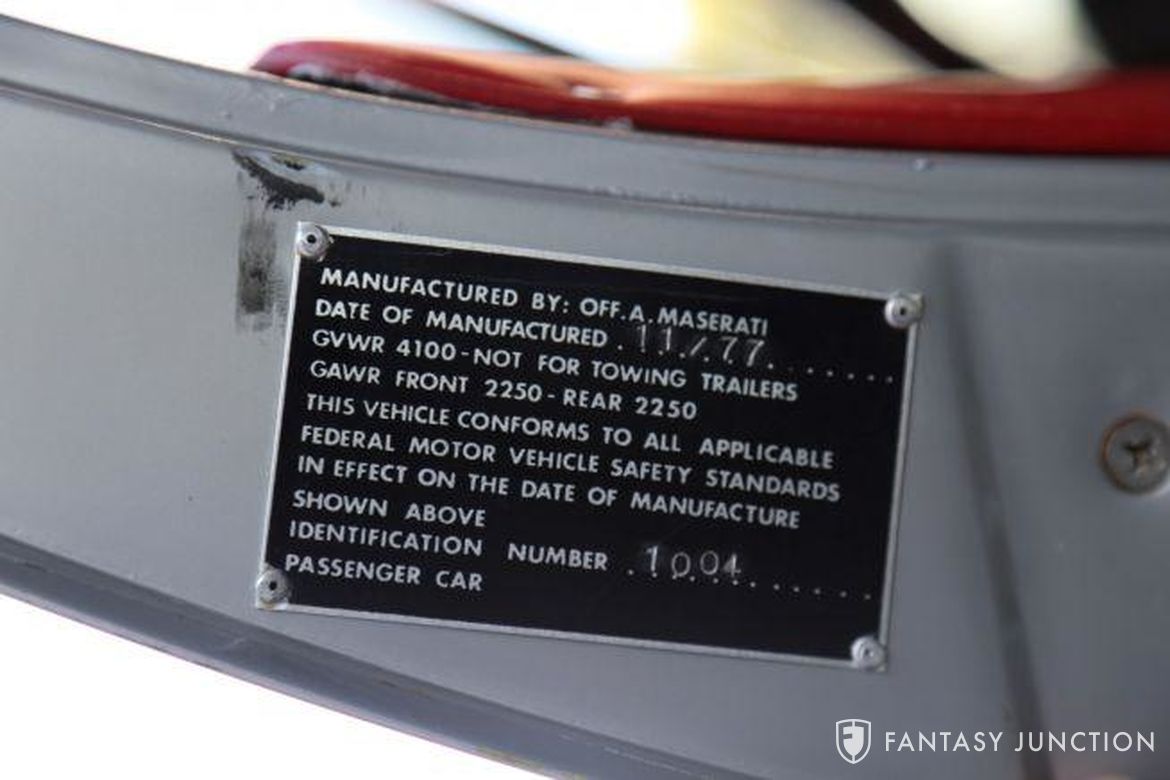 MANUFACTURED BY: OFF. A. MASERATI
DATE OF MANUFACTURED . 11/77 . . . . . . .
GVWR 4100 - NOT FOR TOWING TRAILERS
GAWR FRONT 2250 - REAR 2250
THIS VEHICLE CONFORMS TO ALL APPLICABLE
FEDERAL MOTOR VEHICLE SAFETY STANDARDS
IN EFFECT ON THE DATE OF MANUFACTURE
SHOWN ABOVE
IDENTIFICATION NUMBER . 1004 . . . . . . .
PASSENGER CAR
FANTASY JUNCTION